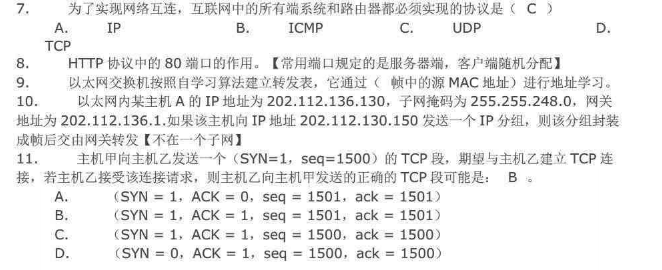 7. 为了实现网络互连，互联网中的所有端系统和路由器都必须实现的协议是（ C ）
A. IP B. ICMP C. UDP D.
TCP
8. HTTP 协议中的 80 端口的作用。【常用端口规定的是服务器端，客户端随机分配】
9. 以太网交换机按照自学习算法建立转发表，它通过（ 帧中的源 MAC 地址）进行地址学习。
10. 以太网内某主机 A 的 IP 地址为 202.112.136.130，子网掩码为 255.255.248.0，网关
地址为 202.112.136.1.如果该主机向 IP 地址 202.112.130.150 发送一个 IP 分组，则该分组封装
成帧后交由网关转发【不在一个子网】
11. 主机甲向主机乙发送一个（SYN=1，seq=1500）的 TCP 段，期望与主机乙建立 TCP 连
接，若主机乙接受该连接请求，则主机乙向主机甲发送的正确的 TCP 段可能是： B 。
A. （SYN = 1，ACK = 0，seq = 1501，ack = 1501）
B. （SYN = 1，ACK = 1，seq = 1501，ack = 1501）
C. （SYN = 1，ACK = 1，seq = 1500，ack = 1500）
D. （SYN = 0，ACK = 1，seq = 1500，ack = 1500）